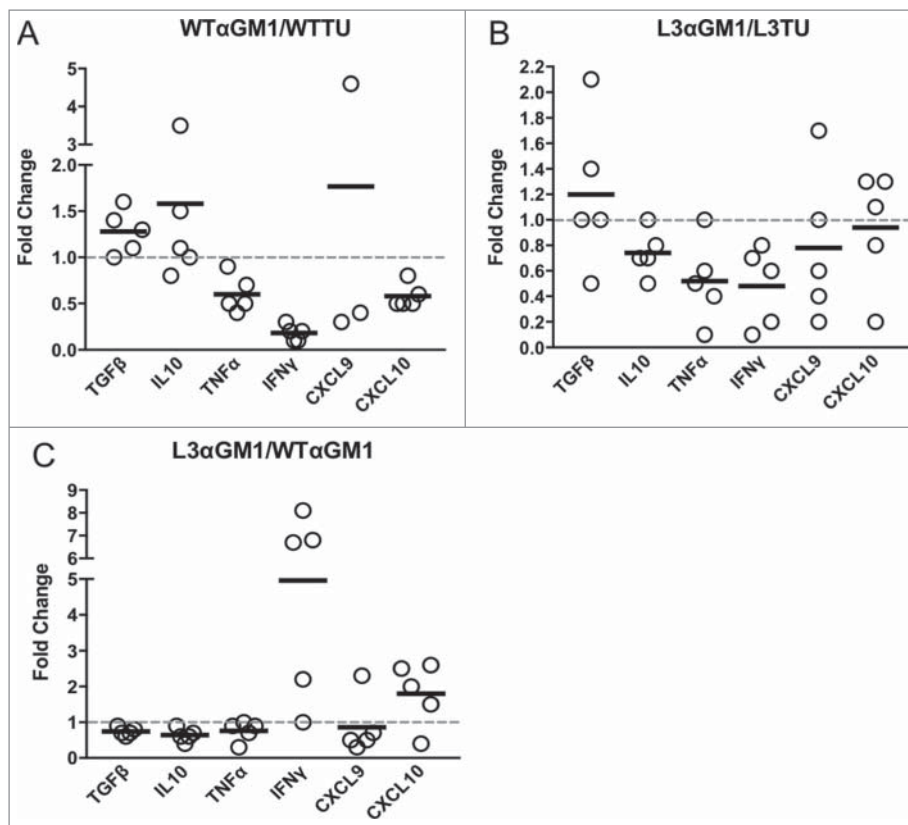 A
WTαGM1/WTTU
Fold Change
5
4
3
2.0
1.5
1.0
0.5
0.0
TGFβ
IL10
TNFα
IFNγ
CXCL9
CXCL10
B
L3αGM1/L3TU
Fold Change
2.2
2.0
1.8
1.6
1.4
1.2
1.0
0.8
0.6
0.4
0.2
0.0
TGFβ
IL10
TNFα
IFNγ
CXCL9
CXCL10
C
L3αGM1/WTαGM1
Fold Change
9
8
7
6
5
4
3
2
1
0
TGFβ
IL10
TNFα
IFNγ
CXCL9
CXCL10